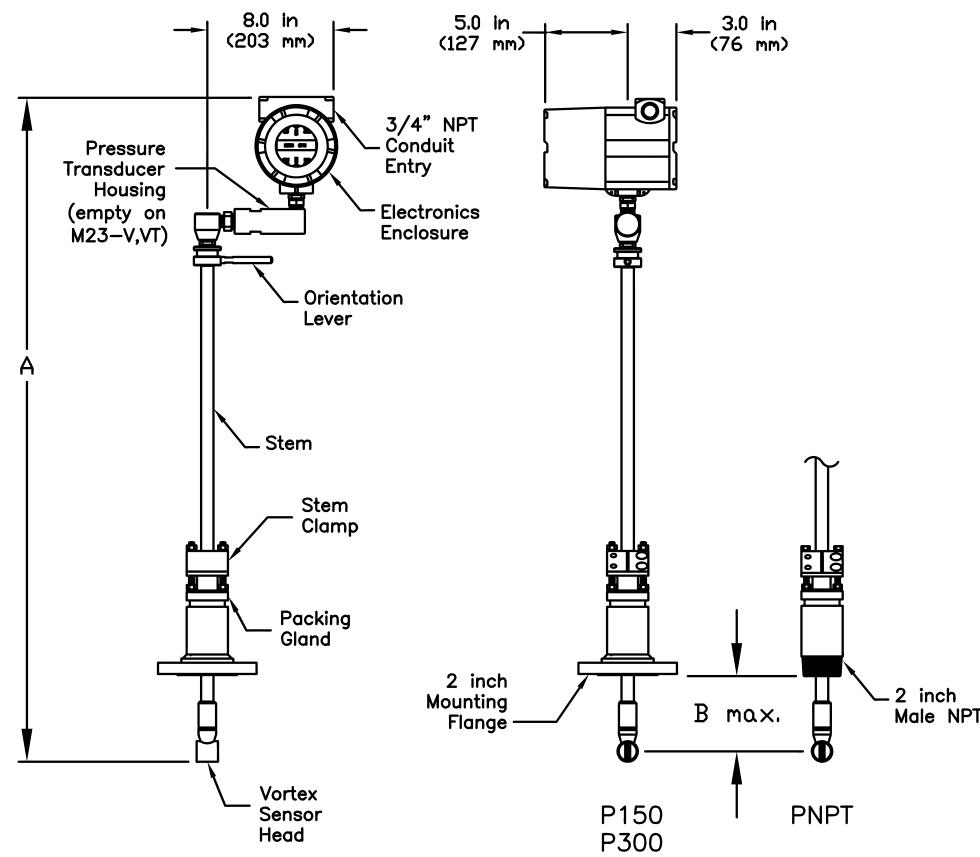 8.0 in
(203 mm)
5.0 in
(127 mm)
3.0 in
(76 mm)
3/4" NPT
Conduit
Entry
Pressure
Transducer
Housing
(empty on
M23-V,VT)
Electronics
Enclosure
Orientation
Lever
A
Stem
Stem
Clamp
Packing
Gland
2 inch
Mounting
Flange
B max.
2 inch
Male NPT
Vortex
Sensor
Head
P150
P300
PNPT